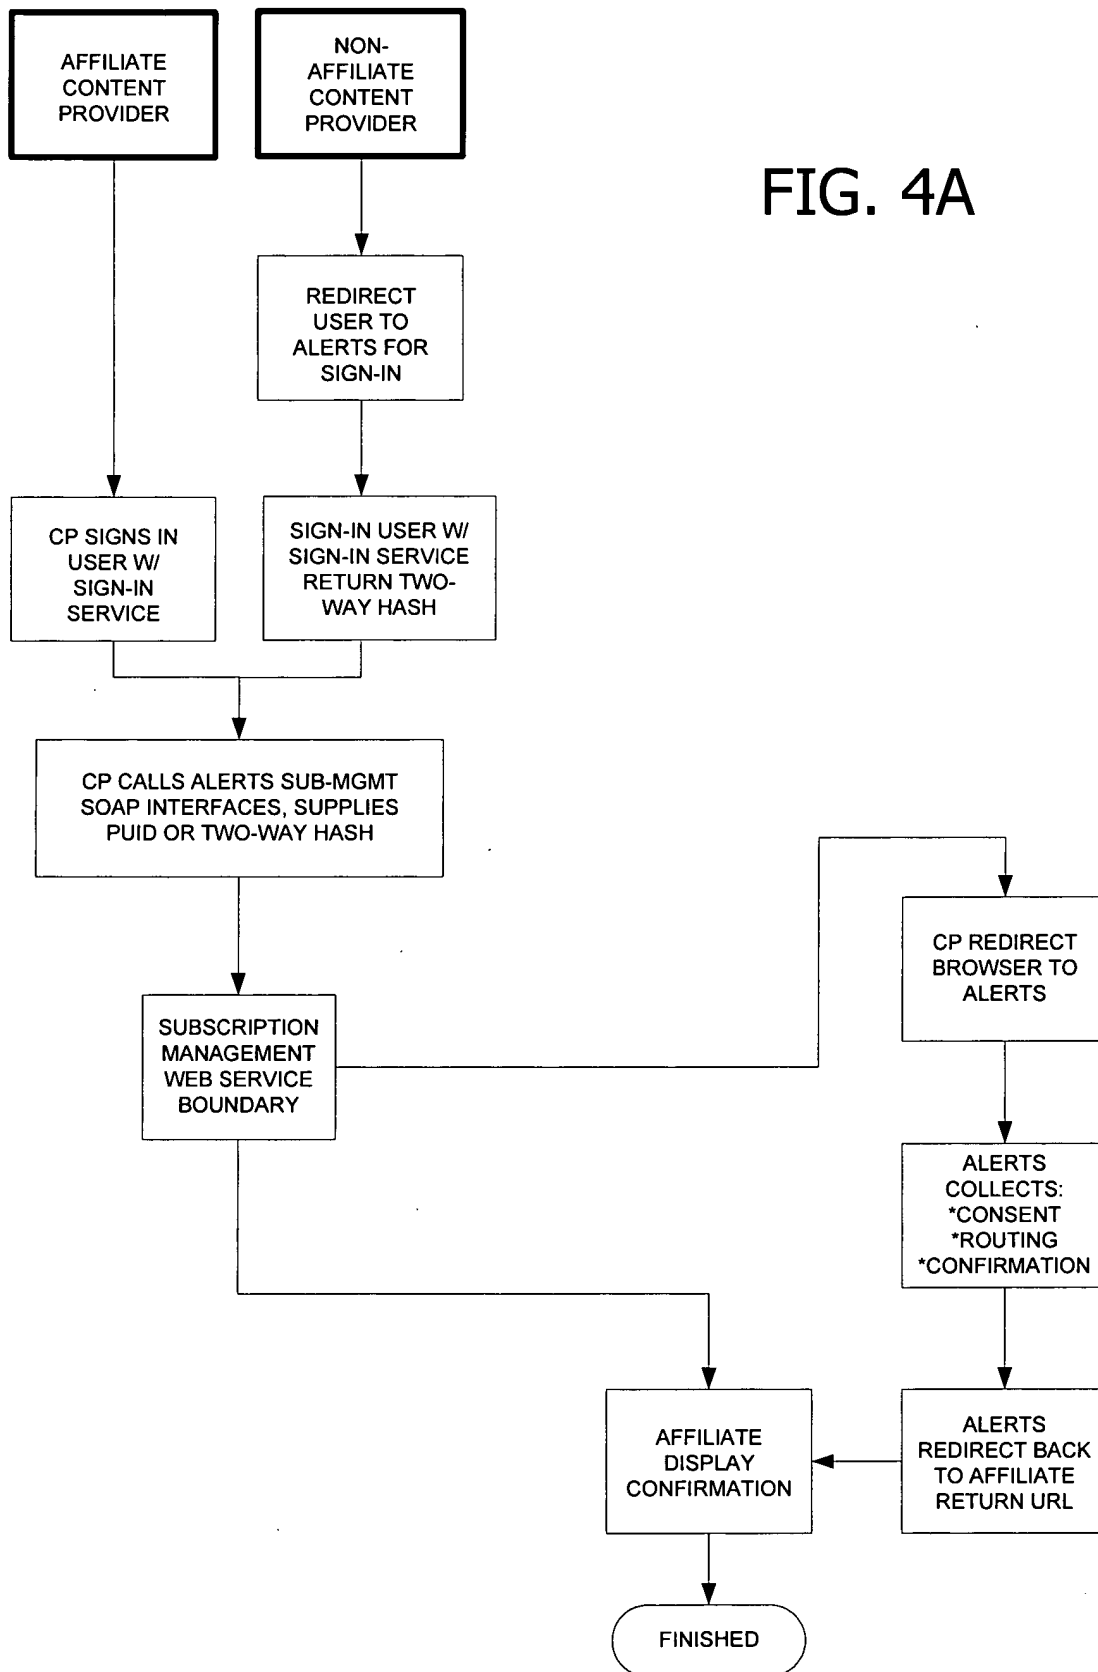 AFFILIATE
CONTENT
PROVIDER
NON-
AFFILIATE
CONTENT
PROVIDER
FIG. 4A
REDIRECT
USER TO
ALERTS FOR
SIGN-IN
CP SIGNS IN
USER W/
SIGN-IN
SERVICE
SIGN-IN USER W/
SIGN-IN SERVICE
RETURN TWO-
WAY HASH
CP CALLS ALERTS SUB-MGMT
SOAP INTERFACES, SUPPLIES
PUID OR TWO-WAY HASH
CP REDIRECT
BROWSER TO
ALERTS
SUBSCRIPTION
MANAGEMENT
WEB SERVICE
BOUNDARY
ALERTS
COLLECTS:
*CONSENT
*ROUTING
*CONFIRMATION
AFFILIATE
DISPLAY
CONFIRMATION
ALERTS
REDIRECT BACK
TO AFFILIATE
RETURN URL
FINISHED